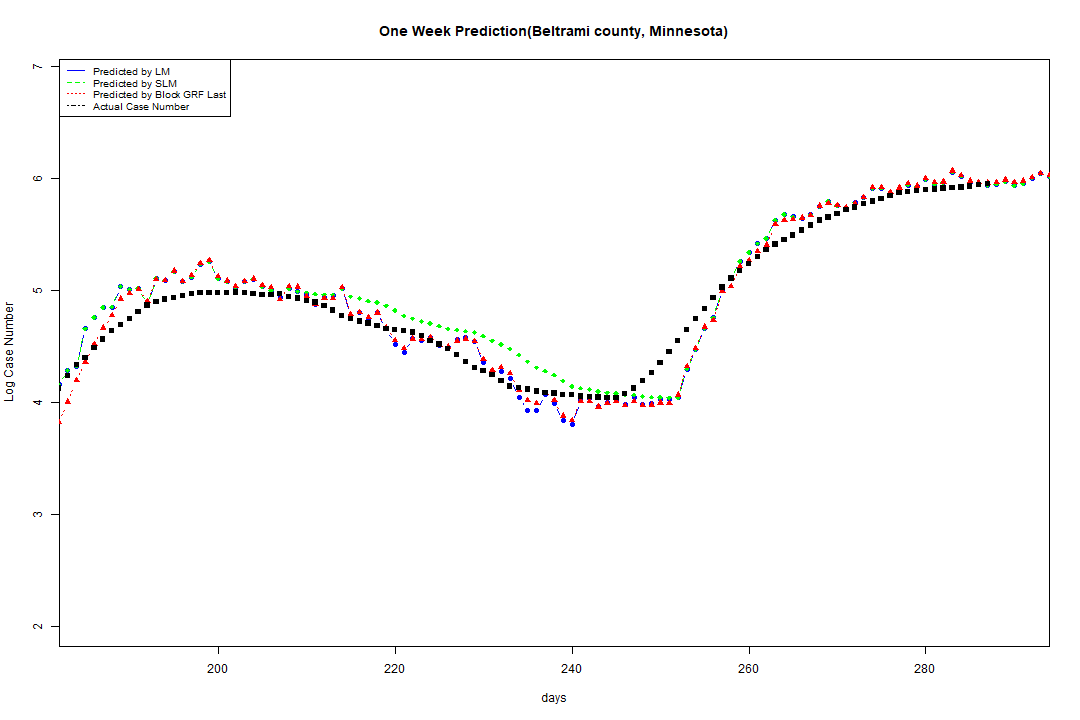 One Week Prediction(Beltrami county, Minnesota)
Predicted by LM
Predicted by SLM
Predicted by Block GRF Last
Actual Case Number
7
6
5
4
3
2
Log Case Number
200 220 240 260 280
days